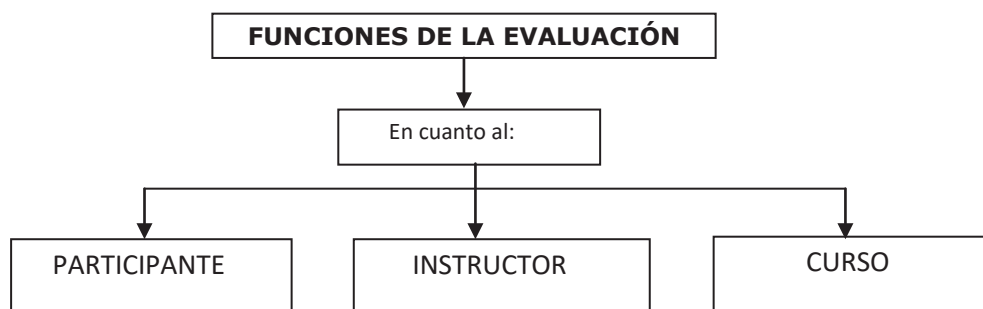 FUNCIONES DE LA EVALUACIÓN
En cuanto al:
PARTICIPANTE
INSTRUCTOR
CURSO